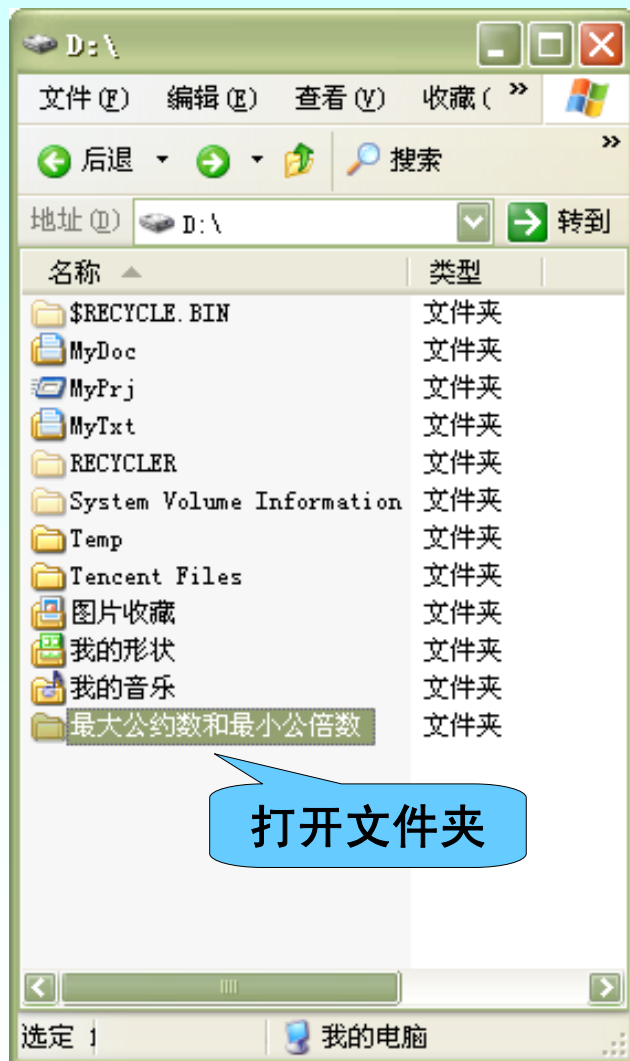 D:\
文件(F) 编辑(E) 查看(V) 收藏( »
后退 搜索 »
地址(D) D:\ 转到
名称 类型
$RECYCLE.BIN 文件夹
MyDoc 文件夹
MyPrj 文件夹
MyTxt 文件夹
RECYCLER 文件夹
System Volume Information 文件夹
Temp 文件夹
Tencent Files 文件夹
图片收藏 文件夹
我的形状 文件夹
我的音乐 文件夹
最大公约数和最小公倍数 文件夹
打开文件夹
选定 1 我的电脑